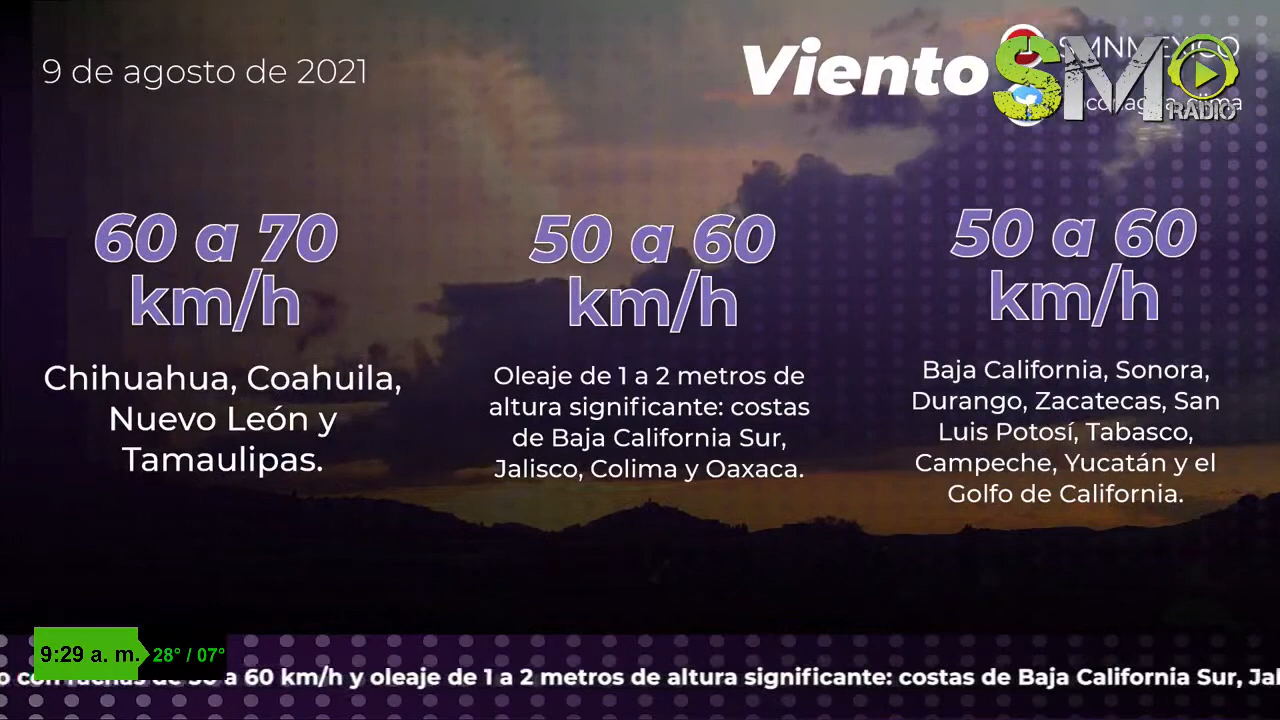 9 de agosto de 2021
Viento
SM
RADIO
60 a 70
km/h
Chihuahua, Coahuila,
Nuevo León y
Tamaulipas.
50 a 60
km/h
Oleaje de 1 a 2 metros de
altura significante: costas
de Baja California Sur,
Jalisco, Colima y Oaxaca.
50 a 60
km/h
Baja California, Sonora,
Durango, Zacatecas, San
Luis Potosí, Tabasco,
Campeche, Yucatán y el
Golfo de California.
9:29 a. m. 28° / 07°
a 60 km/h y oleaje de 1 a 2 metros de altura significante: costas de Baja California Sur,